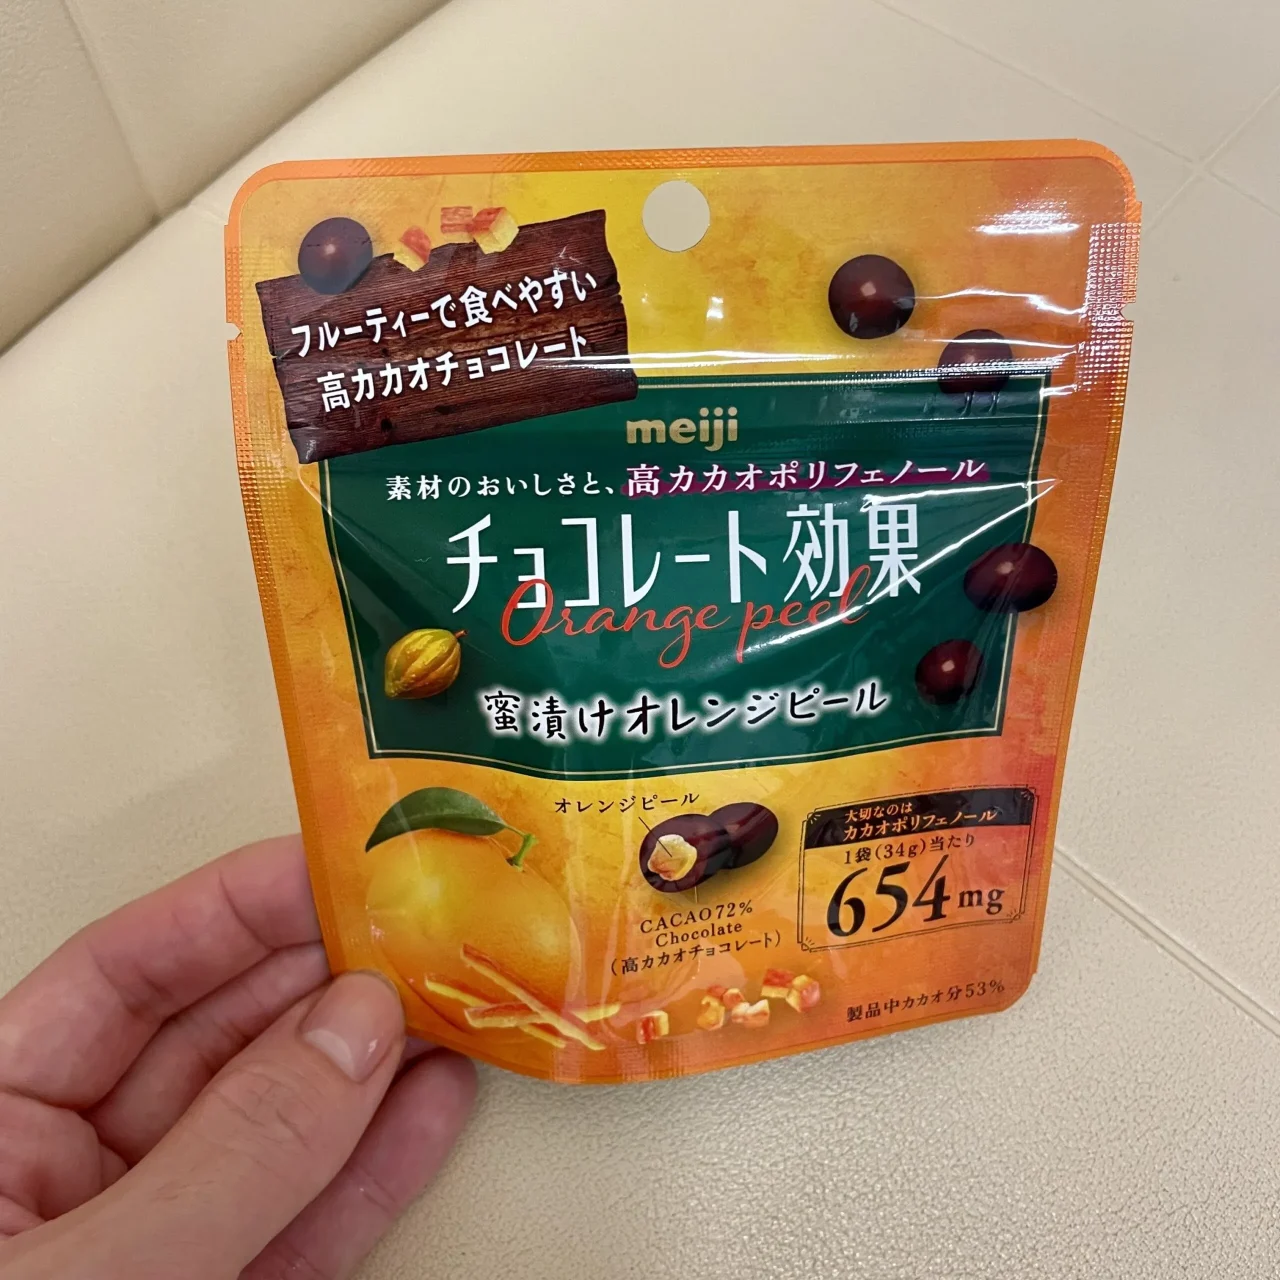 フルーティーで食べやすい
高カカオチョコレート
meiji
素材のおいしさと、高カカオポリフェノール
チョコレート効果
Orange peel
蜜漬けオレンジピール
オレンジピール
CACAO72%
Chocolate
(高カカオチョコレート)
大切なのは
カカオポリフェノール
1袋(34g)当たり
654mg
製品中カカオ分53%